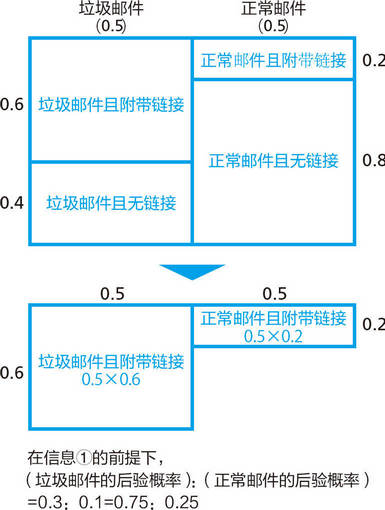 垃圾邮件 正常邮件
(0.5) (0.5)
正常邮件且附带链接 0.2
0.6 垃圾邮件且附带链接
正常邮件且无链接 0.8
0.4 垃圾邮件且无链接
0.5 0.5
正常邮件且附带链接 0.2
0.5×0.2
0.6 垃圾邮件且附带链接
0.5×0.6
在信息①的前提下，
（垃圾邮件的后验概率）：（正常邮件的后验概率）
=0.3：0.1=0.75：0.25